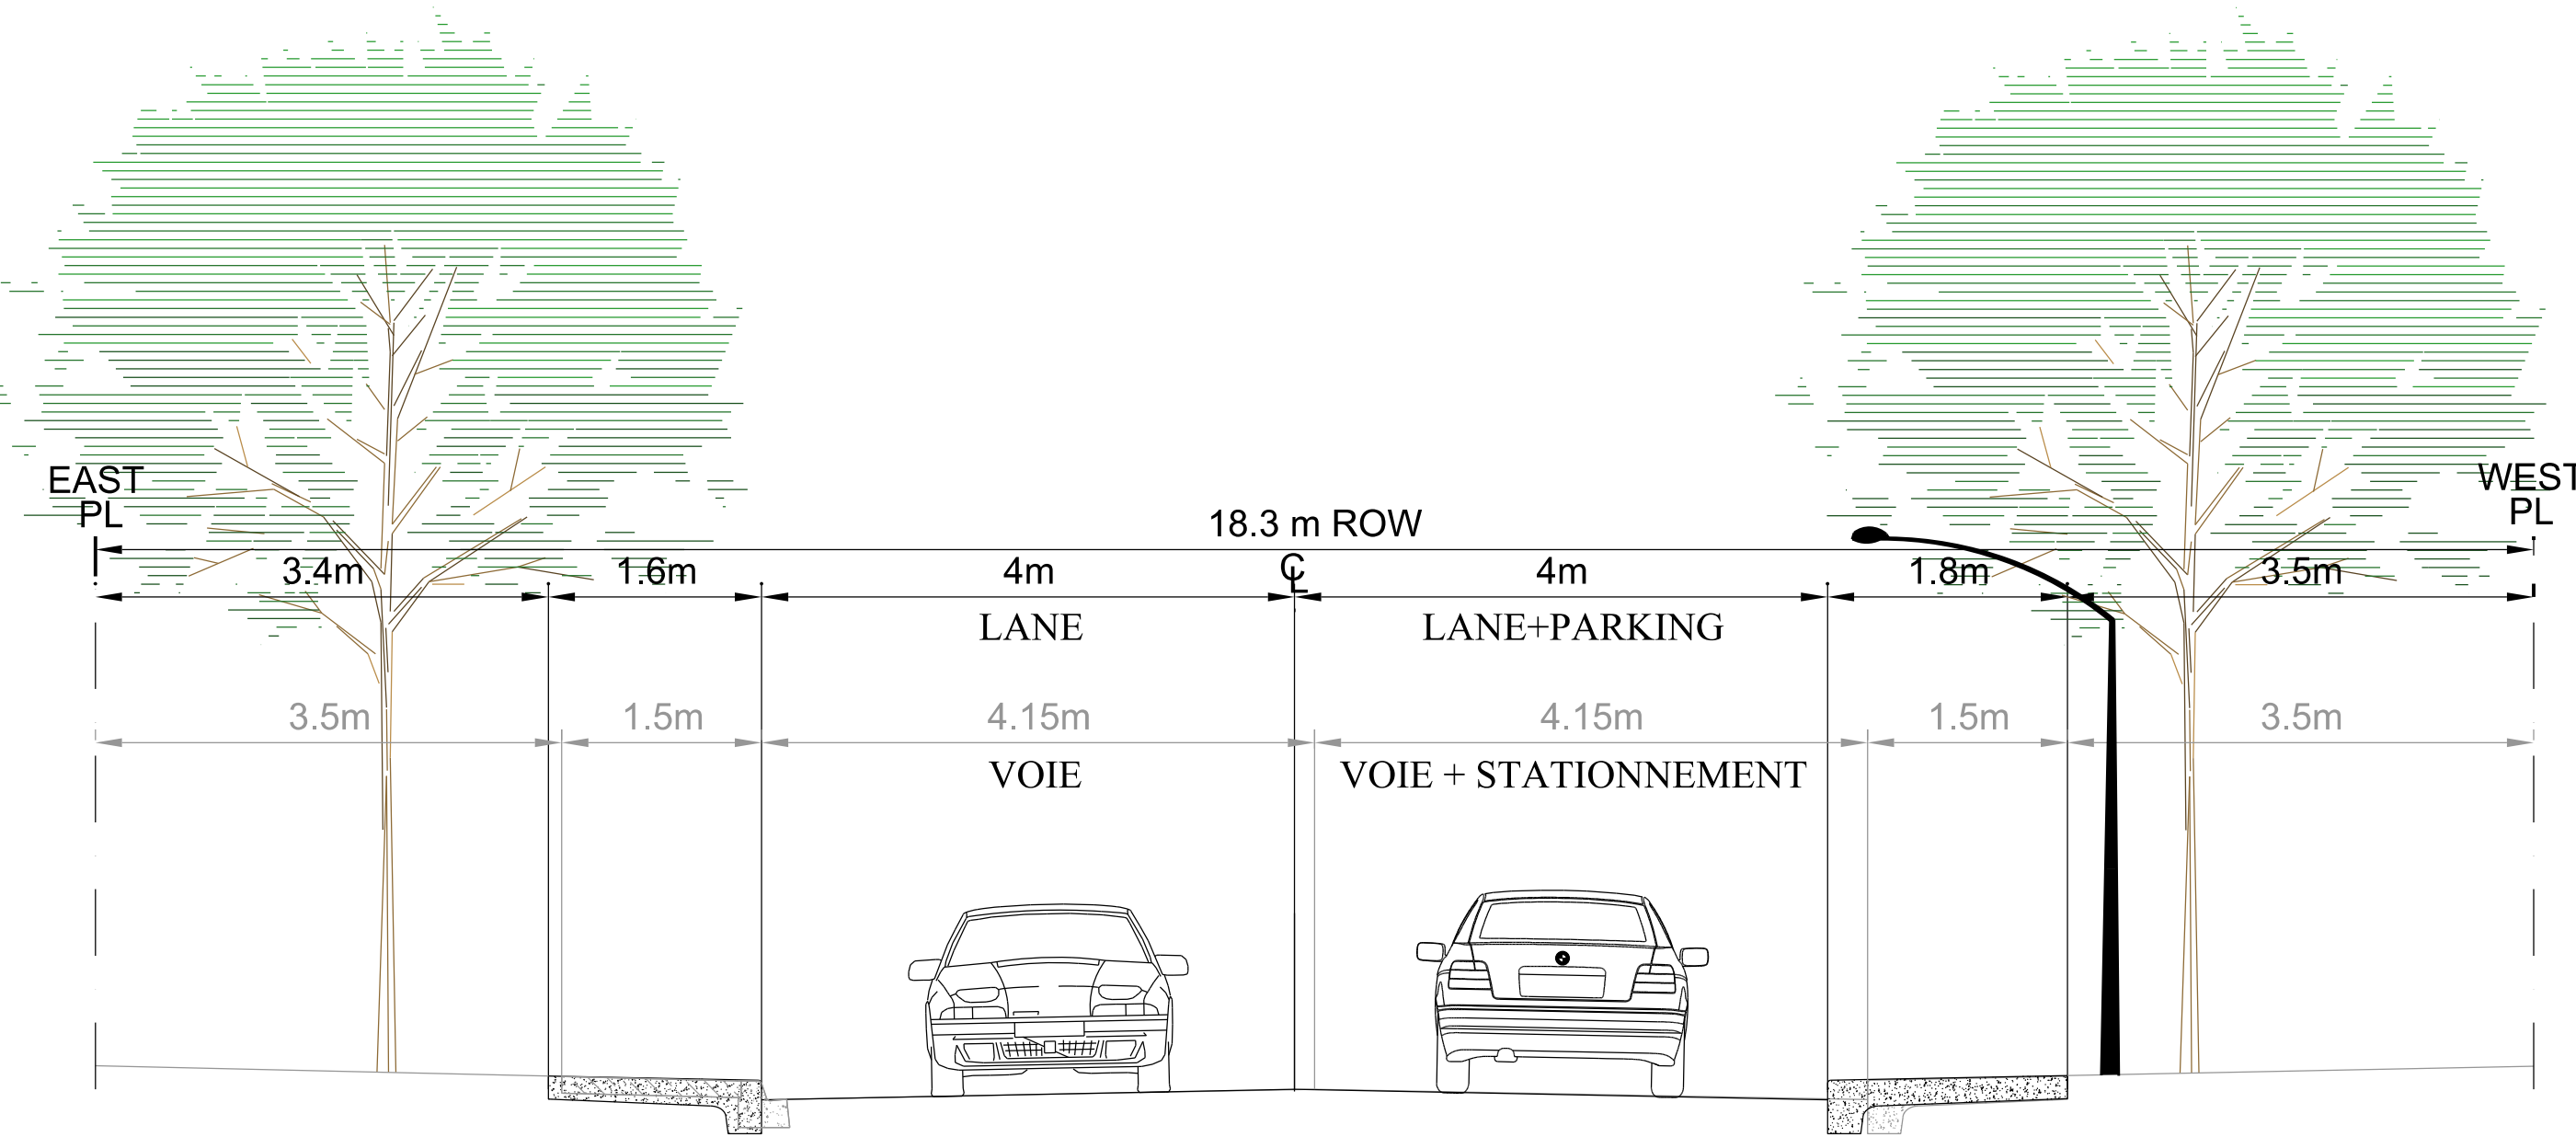 EAST
PL
WEST
PL
18.3 m ROW
3.4m 1.6m 4m CL 4m 1.8m 3.5m
LANE LANE+PARKING
3.5m 1.5m 4.15m 4.15m 1.5m 3.5m
VOIE VOIE + STATIONNEMENT